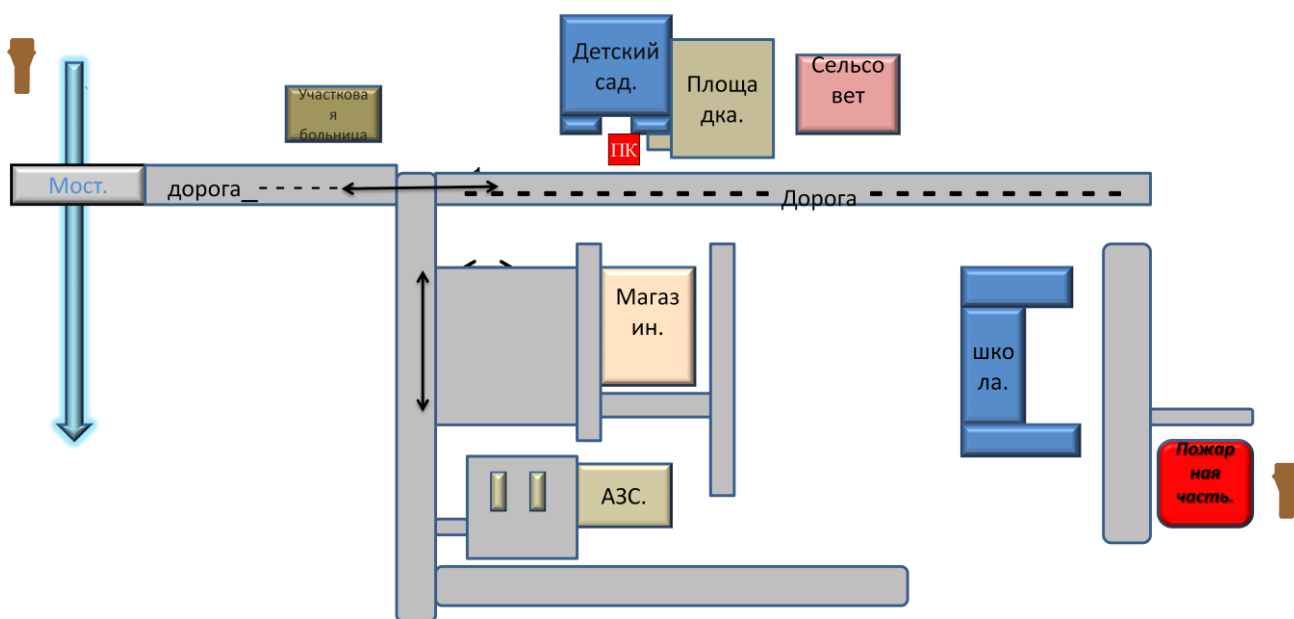 Детский
сад.
Площа
дка.
Сельсо
вет
Участкова
я
больница
ПК
Мост.
дорога_
Дорога
Магаз
ин.
шко
ла.
Пожар
ная
часть.
АЗС.